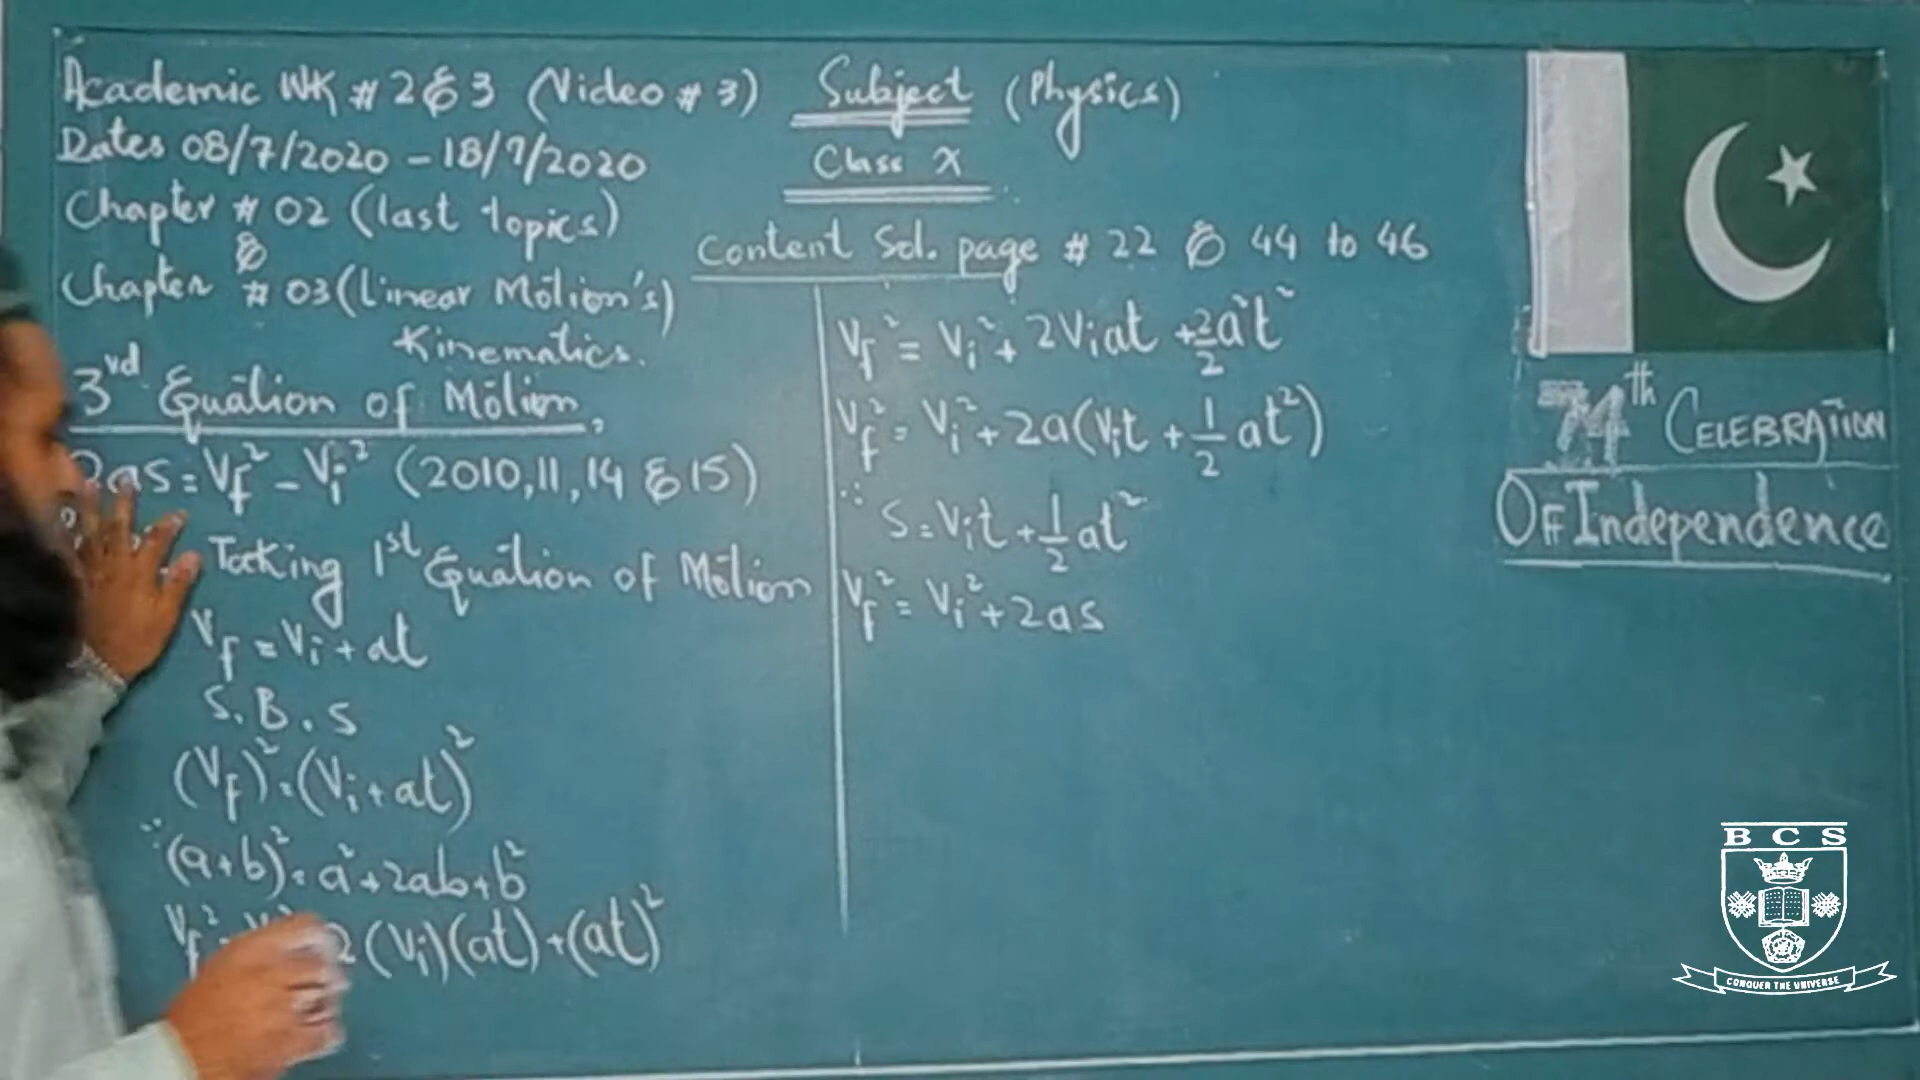 Academic WK # 2 & 3 (Video # 3)
Subject (Physics)
Dates 08/7/2020 - 18/7/2020
Class X
Chapter # 02 (last topics)
&
Content Sd. page # 22 & 44 to 46
Chapter # 03 (linear Motion's)
Kinematics.
3rd Equation of Motion,
2as = Vf² - Vi² (2010, 11, 14 & 15)
Taking 1st Equation of Motion
Vf = Vi + at
S. B. S
(Vf)² = (Vi + at)²
∵ (a+b)² = a² + 2ab + b²
Vf² = 2(Vi)(at) + (at)²
Vf² = Vi² + 2Viat + 2/2 a²t²
Vf² = Vi² + 2a(Vit + 1/2 at²)
∴ S = Vit + 1/2 at²
Vf² = Vi² + 2as
74th CELEBRATION
OF Independence
BCS
CONQUER THE UNIVERSE